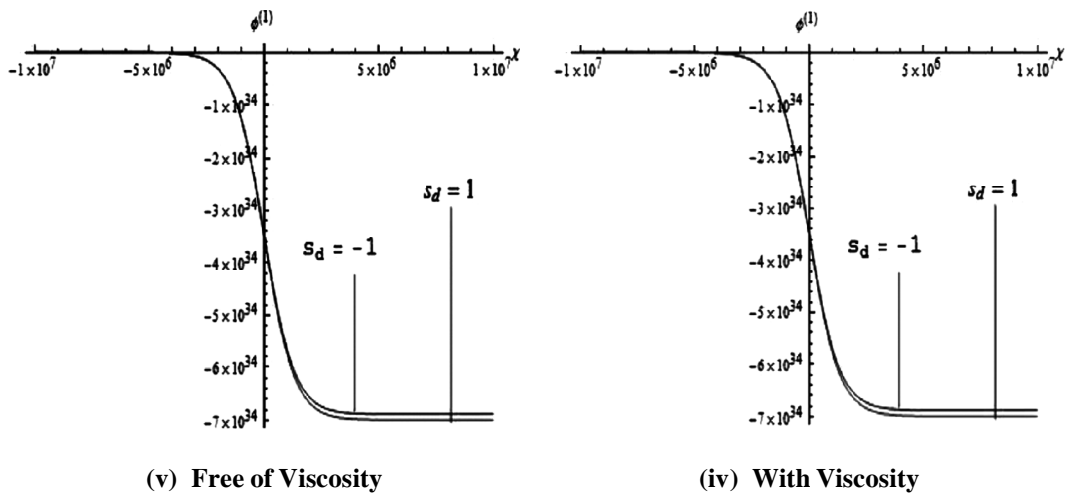 ϕ(1)
χ
−1×10^7
−5×10^6
5×10^6
1×10^7
−1×10^34
−2×10^34
−3×10^34
−4×10^34
−5×10^34
−6×10^34
−7×10^34
s_d = 1
s_d = -1
(v) Free of Viscosity
ϕ(1)
χ
−1×10^7
−5×10^6
5×10^6
1×10^7
−1×10^34
−2×10^34
−3×10^34
−4×10^34
−5×10^34
−6×10^34
−7×10^34
s_d = 1
s_d = -1
(iv) With Viscosity